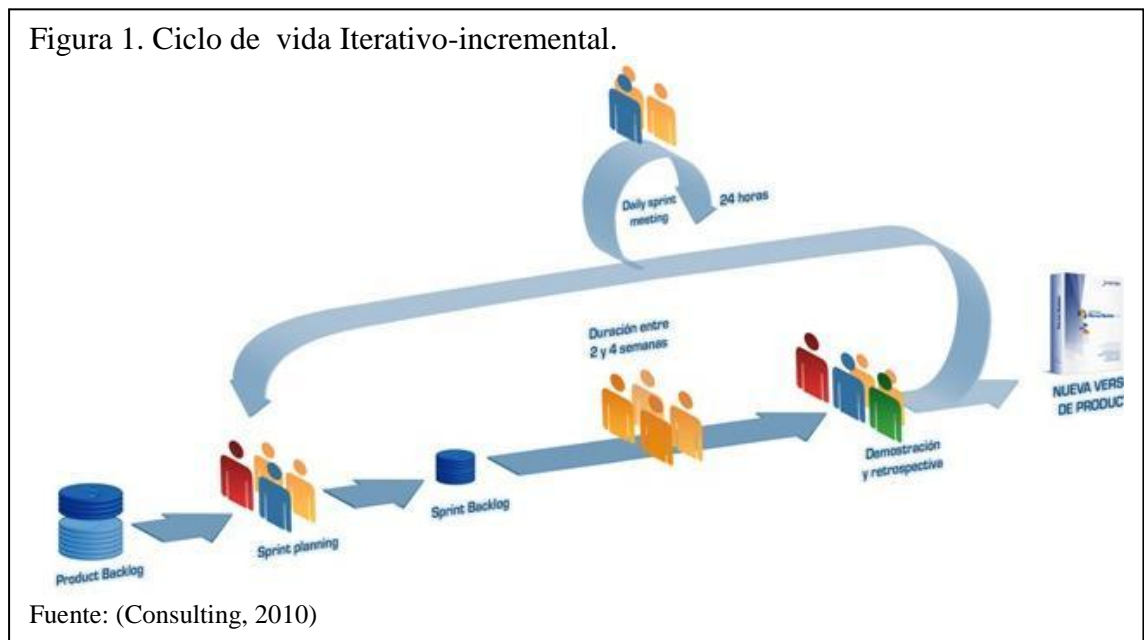 Figura 1. Ciclo de vida Iterativo-incremental.
Daily sprint
meeting
24 horas
Duración entre
2 y 4 semanas
NUEVA VERS
DE PRODUCT
Demostración
y retrospectiva
Sprint Backlog
Sprint planning
Product Backlog
Fuente: (Consulting, 2010)